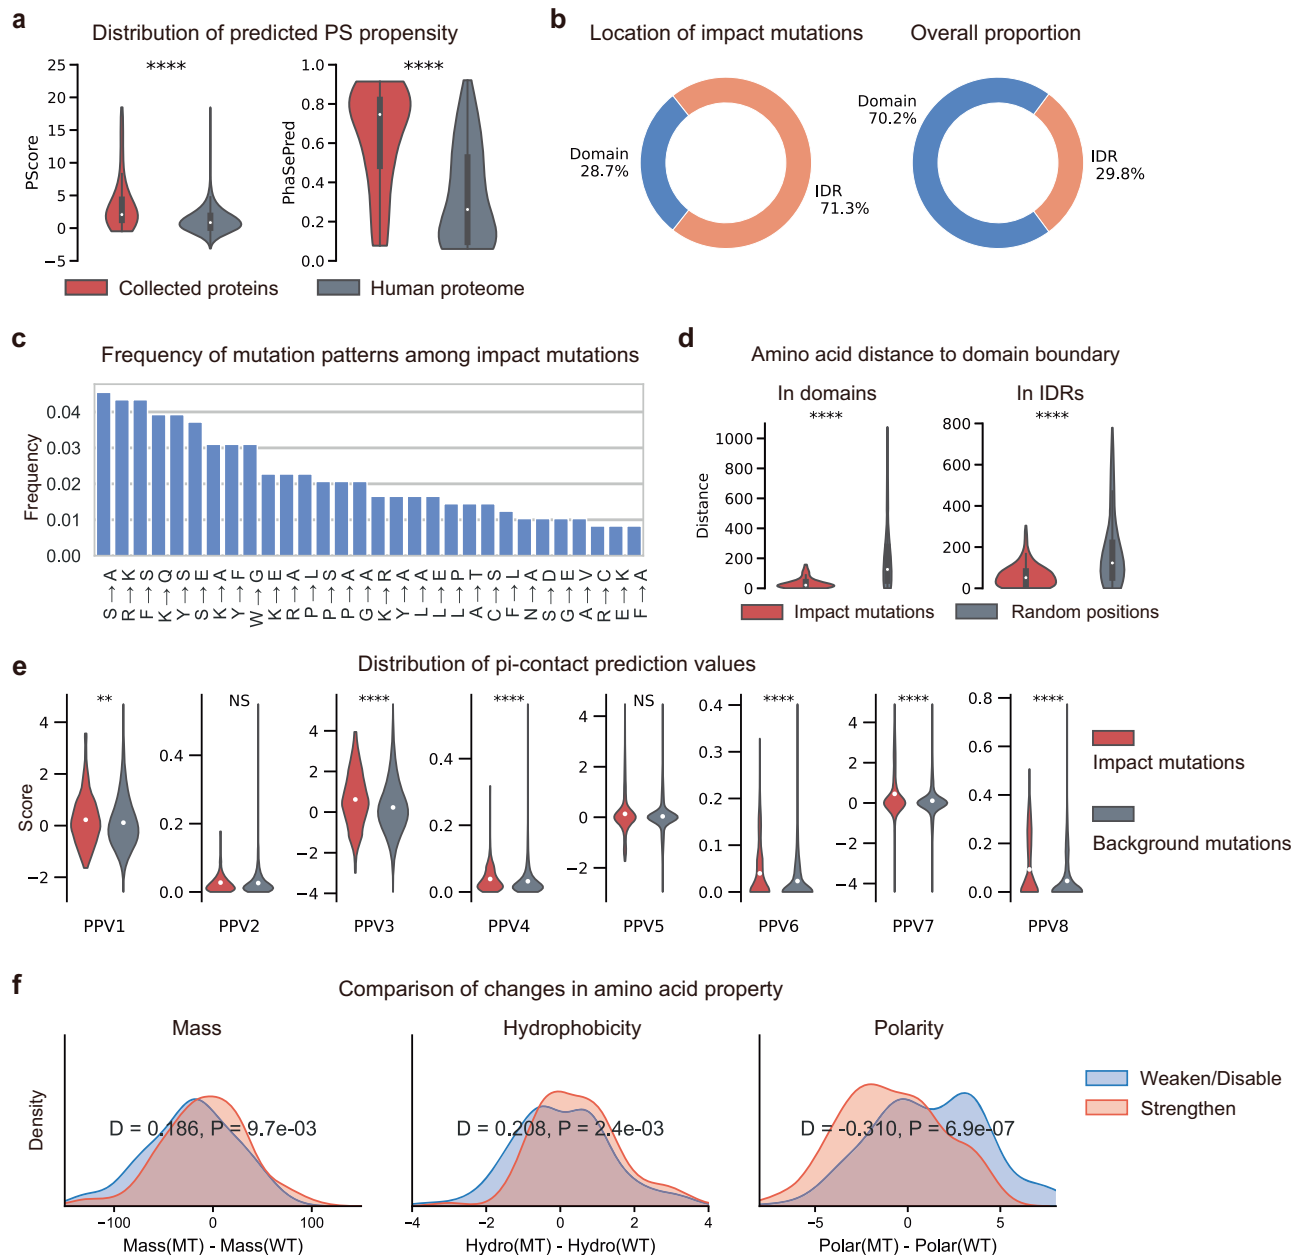 a
Distribution of predicted PS propensity
****
****
PScore
25
20
15
10
5
0
−5
PhaSePred
1.0
0.8
0.6
0.4
0.2
0.0
Collected proteins
Human proteome
b
Location of impact mutations
Overall proportion
Domain
28.7%
IDR
71.3%
Domain
70.2%
IDR
29.8%
c
Frequency of mutation patterns among impact mutations
Frequency
0.04
0.03
0.02
0.01
0.00
S→A
R→K
F→S
K→Q
Y→S
S→E
K→A
Y→F
W→G
K→E
R→A
P→L
P→S
P→A
G→A
K→R
Y→A
L→A
L→E
L→P
A→T
C→S
F→L
N→A
S→D
G→E
A→V
R→C
E→K
F→A
d
Amino acid distance to domain boundary
In domains
In IDRs
****
****
Distance
1000
800
600
400
200
0
800
600
400
200
0
Impact mutations
Random positions
e
Distribution of pi-contact prediction values
Score
**
4
2
0
−2
PPV1
NS
0.4
0.2
0.0
PPV2
****
4
2
0
−2
−4
PPV3
****
0.4
0.2
0.0
PPV4
NS
2
0
−2
PPV5
****
0.4
0.3
0.2
0.1
0.0
PPV6
****
4
2
0
−2
−4
PPV7
****
0.8
0.6
0.4
0.2
0.0
PPV8
Impact mutations
Background mutations
f
Comparison of changes in amino acid property
Mass
Hydrophobicity
Polarity
Density
D = 0.186, P = 9.7e-03
D = 0.208, P = 2.4e-03
D = -0.310, P = 6.9e-07
Weaken/Disable
Strengthen
−100
0
100
−4
−2
0
2
4
−5
0
5
Mass(MT) - Mass(WT)
Hydro(MT) - Hydro(WT)
Polar(MT) - Polar(WT)